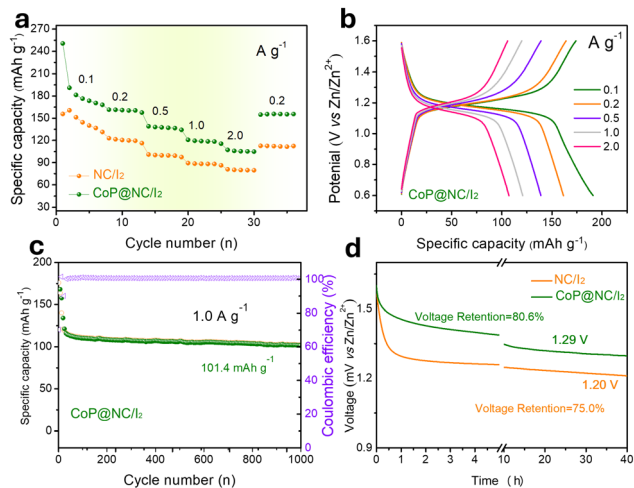 a
Specific capacity (mAh g-1)
270
240
210
180
150
120
90
60
30
A g-1
0.1
0.2
0.5
1.0
2.0
0.2
NC/I2
CoP@NC/I2
0 5 10 15 20 25 30 35
Cycle number (n)
b
Potenial (V vs Zn/Zn2+)
1.6
1.4
1.2
1.0
0.8
0.6
A g-1
0.1
0.2
0.5
1.0
2.0
CoP@NC/I2
0 50 100 150 200
Specific capacity (mAh g-1)
c
Specific capacity (mAh g-1)
200
150
100
50
0
1.0 A g-1
101.4 mAh g-1
CoP@NC/I2
0 200 400 600 800 1000
Cycle number (n)
100
80
60
40
20
0
Coulombic efficiency (%)
d
Voltage (mV vs Zn/Zn2+)
1.5
1.2
0.9
NC/I2
CoP@NC/I2
Voltage Retention=80.6%
1.29 V
1.20 V
Voltage Retention=75.0%
0 1 2 3 4 5 10 20 30 40
Time ( h)